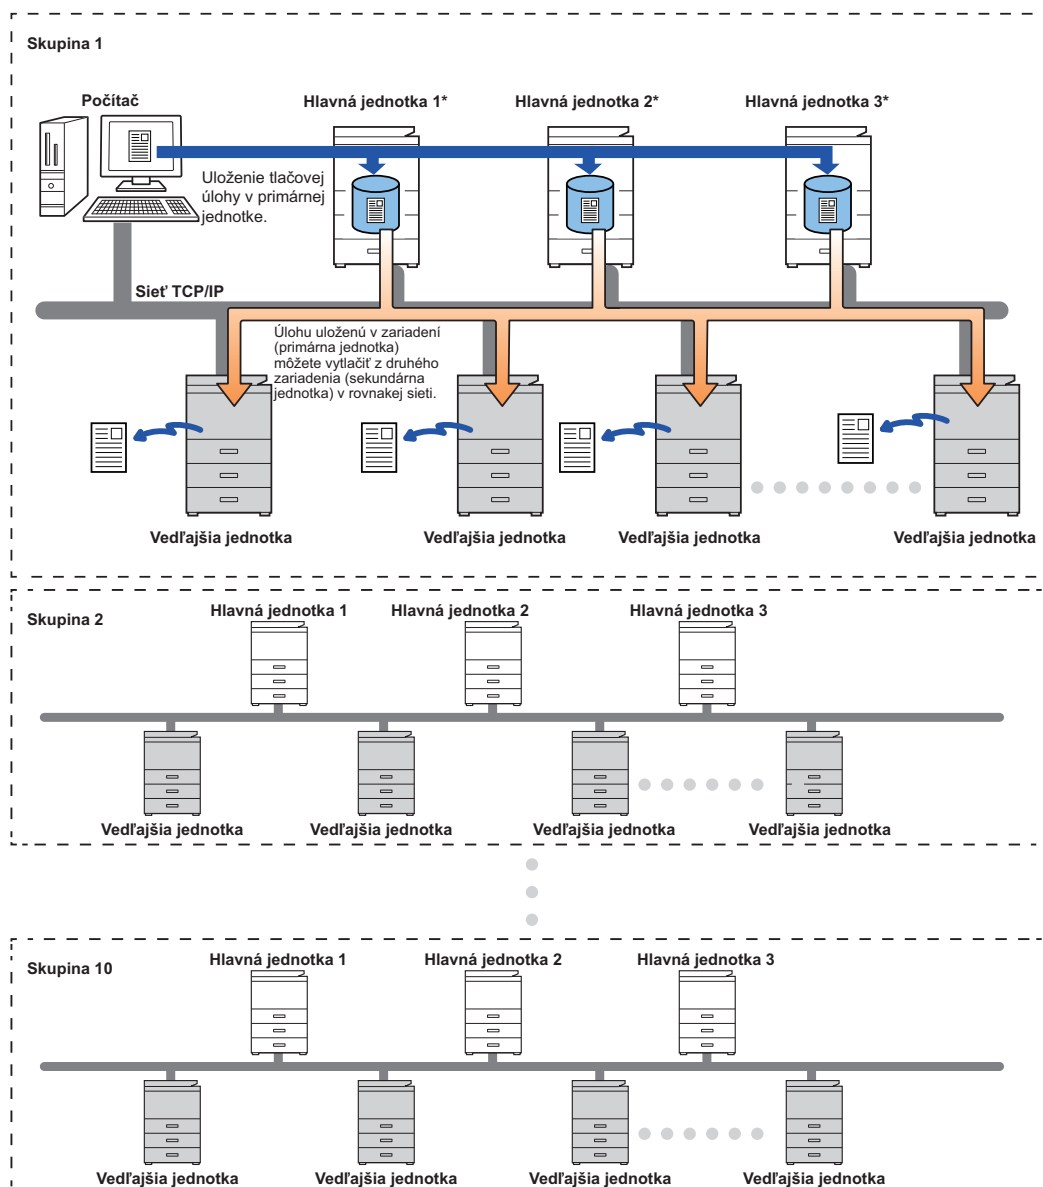 Skupina 1
Počítač
Hlavná jednotka 1*
Hlavná jednotka 2*
Hlavná jednotka 3*
Uloženie tlačovej
úlohy v primárnej
jednotke.
Sieť TCP/IP
Úlohu uloženú v zariadení
(primárna jednotka)
môžete vytlačiť z druhého
zariadenia (sekundárna
jednotka) v rovnakej sieti.
Vedľajšia jednotka
Vedľajšia jednotka
Vedľajšia jednotka
Vedľajšia jednotka
Skupina 2
Hlavná jednotka 1
Hlavná jednotka 2
Hlavná jednotka 3
Vedľajšia jednotka
Vedľajšia jednotka
Vedľajšia jednotka
Vedľajšia jednotka
Skupina 10
Hlavná jednotka 1
Hlavná jednotka 2
Hlavná jednotka 3
Vedľajšia jednotka
Vedľajšia jednotka
Vedľajšia jednotka
Vedľajšia jednotka